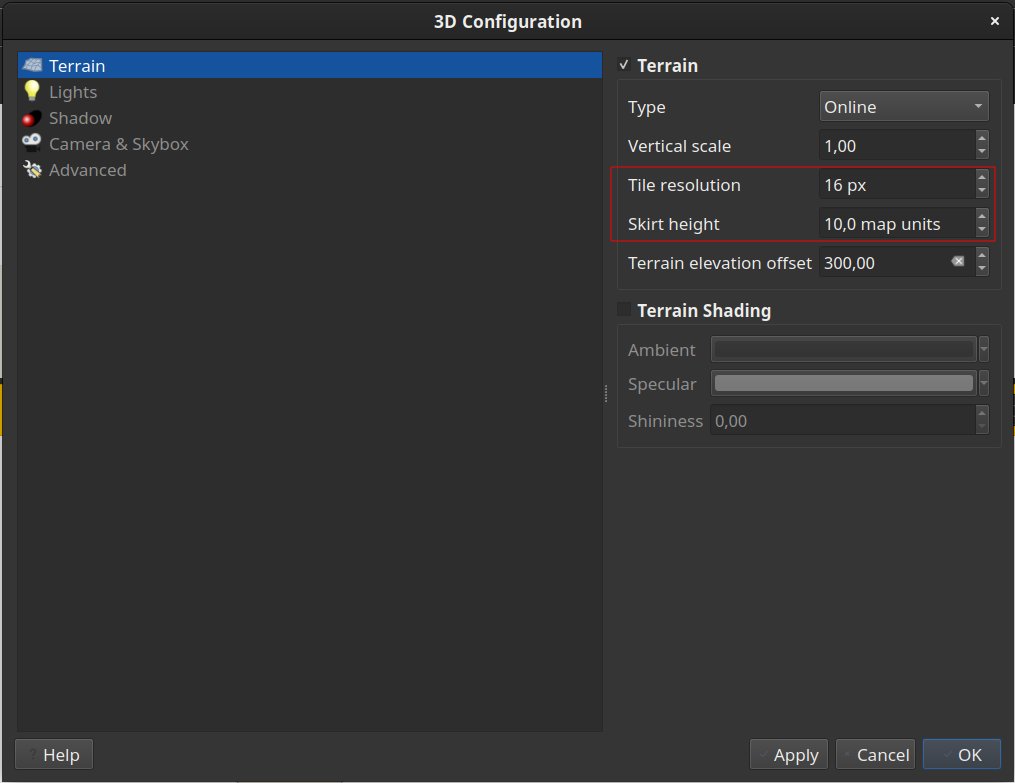 3D Configuration
Terrain
Lights
Shadow
Camera & Skybox
Advanced
Terrain
Type Online
Vertical scale 1,00
Tile resolution 16 px
Skirt height 10,0 map units
Terrain elevation offset 300,00
Terrain Shading
Ambient
Specular
Shininess 0,00
Help Apply Cancel OK